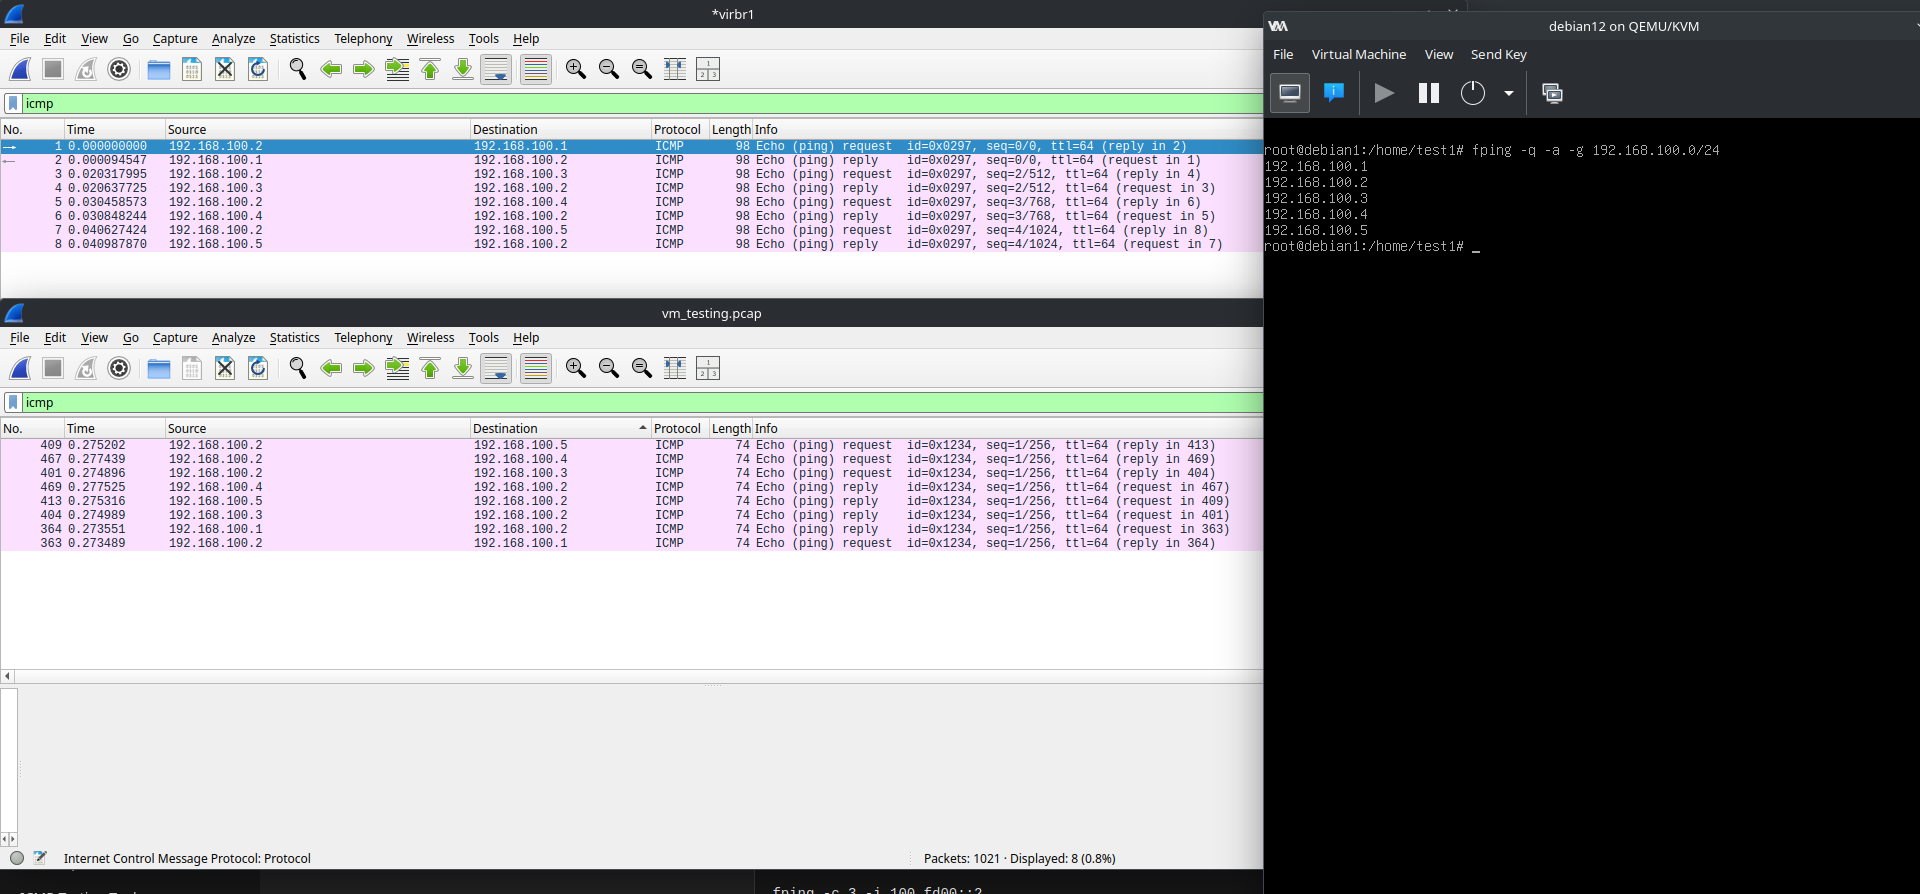 *virbr1
File Edit View Go Capture Analyze Statistics Telephony Wireless Tools Help
icmp
No. Time Source Destination Protocol Length Info
1 0.000000000 192.168.100.2 192.168.100.1 ICMP 98 Echo (ping) request id=0x0297, seq=0/0, ttl=64 (reply in 2)
2 0.000094547 192.168.100.1 192.168.100.2 ICMP 98 Echo (ping) reply id=0x0297, seq=0/0, ttl=64 (request in 1)
3 0.020317995 192.168.100.2 192.168.100.3 ICMP 98 Echo (ping) request id=0x0297, seq=2/512, ttl=64 (reply in 4)
4 0.020637725 192.168.100.3 192.168.100.2 ICMP 98 Echo (ping) reply id=0x0297, seq=2/512, ttl=64 (request in 3)
5 0.030458573 192.168.100.2 192.168.100.4 ICMP 98 Echo (ping) request id=0x0297, seq=3/768, ttl=64 (reply in 6)
6 0.030848244 192.168.100.4 192.168.100.2 ICMP 98 Echo (ping) reply id=0x0297, seq=3/768, ttl=64 (request in 5)
7 0.040627424 192.168.100.2 192.168.100.5 ICMP 98 Echo (ping) request id=0x0297, seq=4/1024, ttl=64 (reply in 8)
8 0.040987870 192.168.100.5 192.168.100.2 ICMP 98 Echo (ping) reply id=0x0297, seq=4/1024, ttl=64 (request in 7)
vm_testing.pcap
File Edit View Go Capture Analyze Statistics Telephony Wireless Tools Help
icmp
No. Time Source Destination Protocol Length Info
409 0.275202 192.168.100.2 192.168.100.5 ICMP 74 Echo (ping) request id=0x1234, seq=1/256, ttl=64 (reply in 413)
467 0.277439 192.168.100.2 192.168.100.4 ICMP 74 Echo (ping) request id=0x1234, seq=1/256, ttl=64 (reply in 469)
401 0.274896 192.168.100.2 192.168.100.3 ICMP 74 Echo (ping) request id=0x1234, seq=1/256, ttl=64 (reply in 404)
469 0.277525 192.168.100.4 192.168.100.2 ICMP 74 Echo (ping) reply id=0x1234, seq=1/256, ttl=64 (request in 467)
413 0.275316 192.168.100.5 192.168.100.2 ICMP 74 Echo (ping) reply id=0x1234, seq=1/256, ttl=64 (request in 409)
404 0.274989 192.168.100.3 192.168.100.2 ICMP 74 Echo (ping) reply id=0x1234, seq=1/256, ttl=64 (request in 401)
364 0.273551 192.168.100.1 192.168.100.2 ICMP 74 Echo (ping) reply id=0x1234, seq=1/256, ttl=64 (request in 363)
363 0.273489 192.168.100.2 192.168.100.1 ICMP 74 Echo (ping) request id=0x1234, seq=1/256, ttl=64 (reply in 364)
Internet Control Message Protocol: Protocol
Packets: 1021 · Displayed: 8 (0.8%)
debian12 on QEMU/KVM
File Virtual Machine View Send Key
root@debian1:/home/test1# fping -q -a -g 192.168.100.0/24
192.168.100.1
192.168.100.2
192.168.100.3
192.168.100.4
192.168.100.5
root@debian1:/home/test1# _
fping -c 3 -i 100 fd00::2